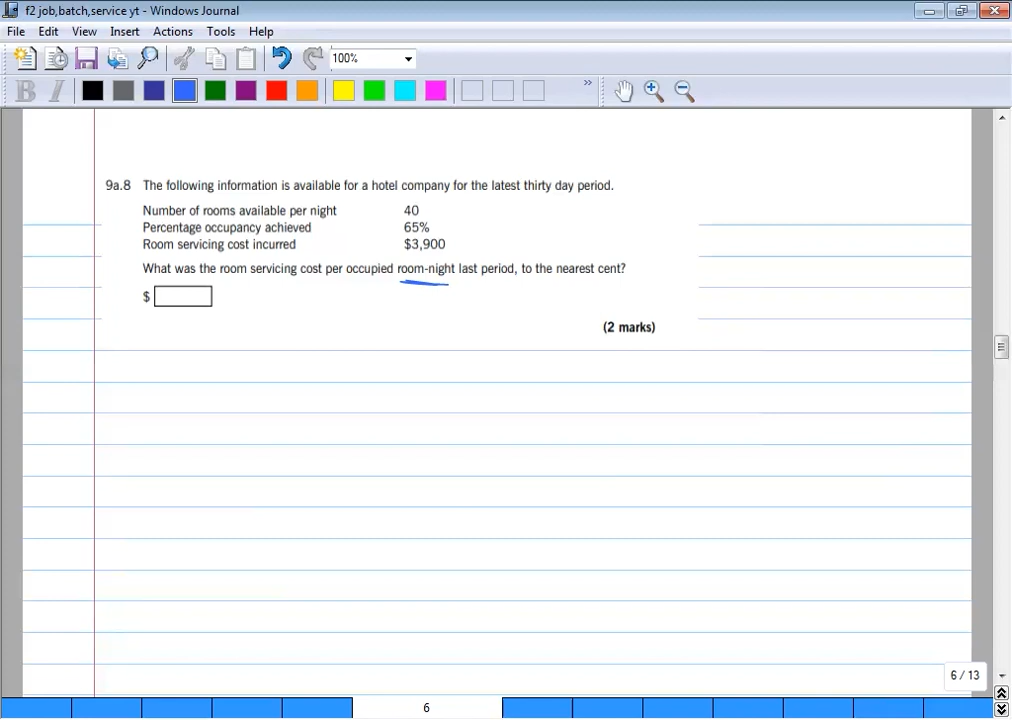 f2 job,batch,service yt - Windows Journal
File Edit View Insert Actions Tools Help
100%
B I
9a.8 The following information is available for a hotel company for the latest thirty day period.
Number of rooms available per night 40
Percentage occupancy achieved 65%
Room servicing cost incurred $3,900
What was the room servicing cost per occupied room-night last period, to the nearest cent?
$
(2 marks)
6 / 13
6